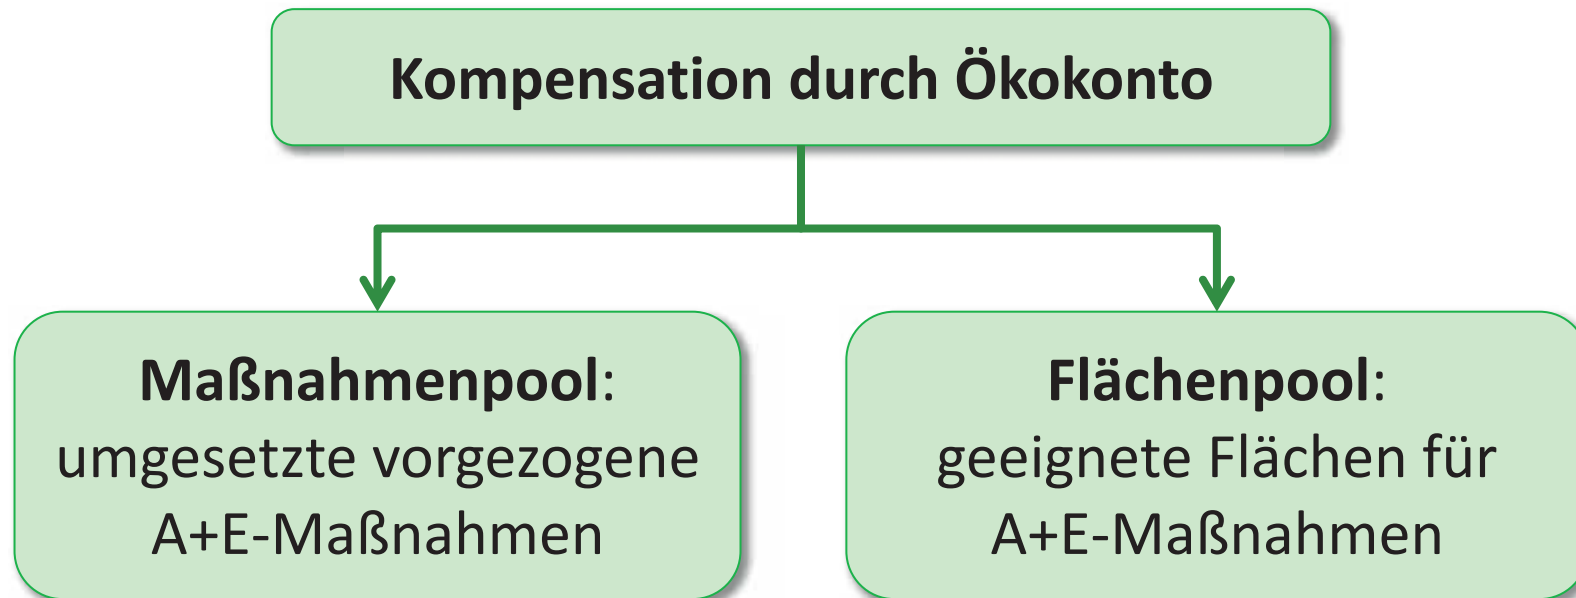 Kompensation durch Ökokonto
Maßnahmenpool:
umgesetzte vorgezogene
A+E-Maßnahmen
Flächenpool:
geeignete Flächen für
A+E-Maßnahmen